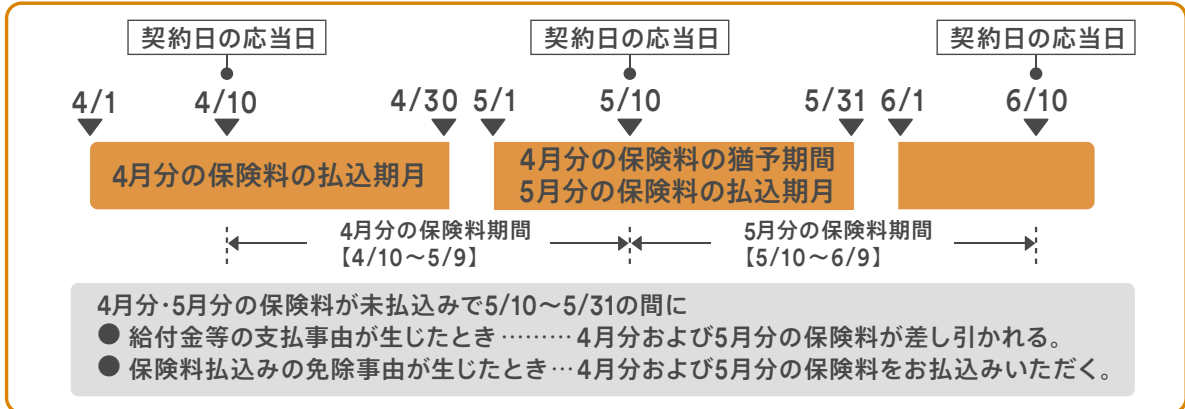 契約日の応当日 契約日の応当日 契約日の応当日
4/1 4/10 4/30 5/1 5/10 5/31 6/1 6/10
4月分の保険料の払込期月
4月分の保険料の猶予期間
5月分の保険料の払込期月
4月分の保険料期間
【4/10～5/9】
5月分の保険料期間
【5/10～6/9】
4月分・5月分の保険料が未払込みで5/10～5/31の間に
● 給付金等の支払事由が生じたとき………4月分および5月分の保険料が差し引かれる。
● 保険料払込みの免除事由が生じたとき…4月分および5月分の保険料をお払込みいただく。